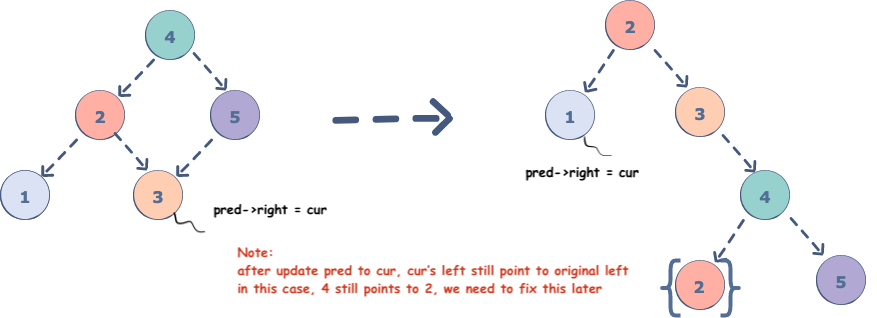 4
2
5
1
3
pred->right = cur
2
1
3
pred->right = cur
4
{2}
5
Note:
after update pred to cur, cur's left still point to original left
in this case, 4 still points to 2, we need to fix this later